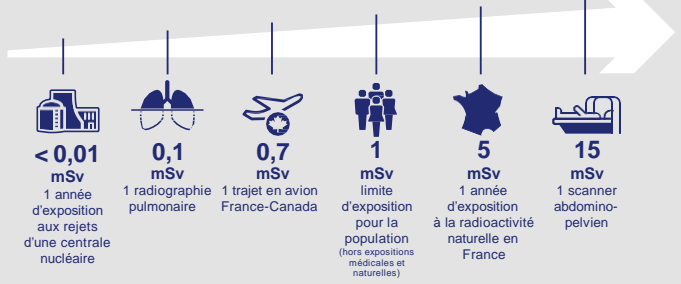 < 0,01
mSv
1 année
d'exposition
aux rejets
d'une centrale
nucléaire
0,1
mSv
1 radiographie
pulmonaire
0,7
mSv
1 trajet en avion
France-Canada
1
mSv
limite
d'exposition
pour la
population
(hors expositions
médicales et
naturelles)
5
mSv
1 année
d'exposition
à la radioactivité
naturelle en
France
15
mSv
1 scanner
abdomino-
pelvien